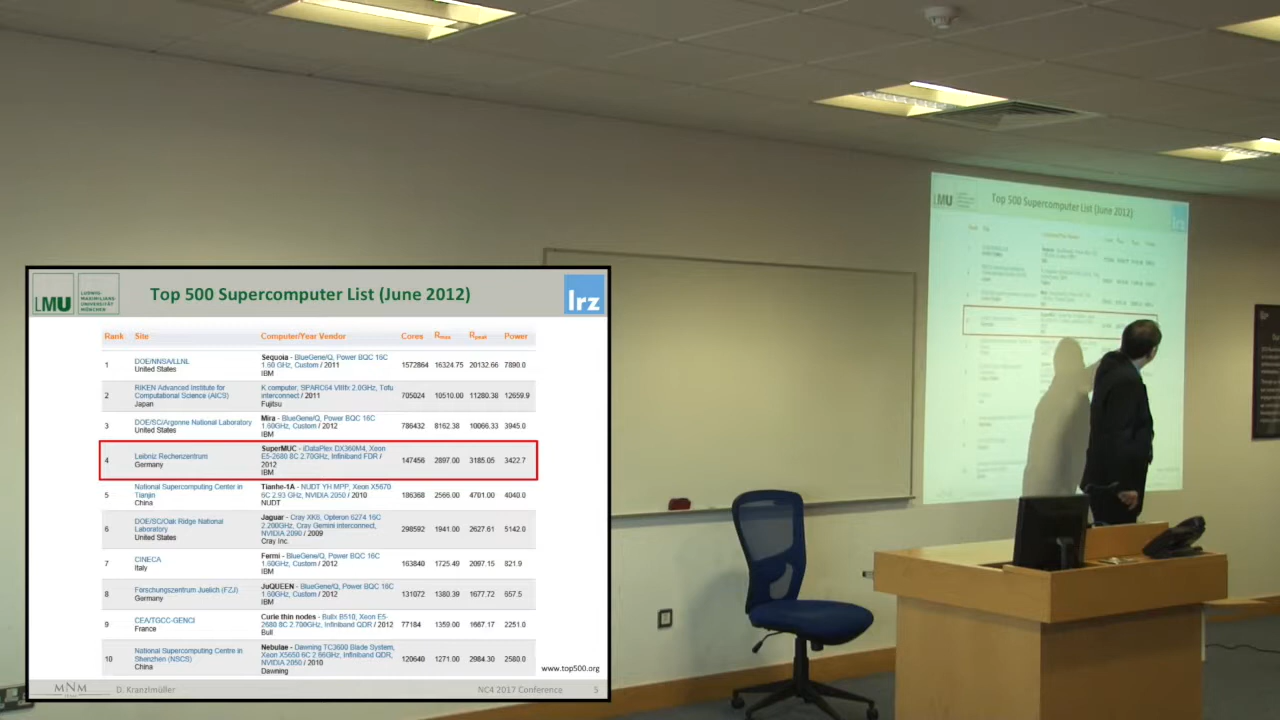 LMU
LUDWIG-
MAXIMILIANS-
UNIVERSITÄT
MÜNCHEN
Top 500 Supercomputer List (June 2012)
lrz
Rank Site Computer/Year Vendor Cores Rmax Rpeak Power
1 DOE/NNSA/LLNL
United States
Sequoia - BlueGene/Q, Power BQC 16C
1.60 GHz, Custom / 2011
IBM
1572864 16324.75 20132.66 7890.0
2 RIKEN Advanced Institute for
Computational Science (AICS)
Japan
K computer, SPARC64 VIIIfx 2.0GHz, Tofu
interconnect / 2011
Fujitsu
705024 10510.00 11280.38 12659.9
3 DOE/SC/Argonne National Laboratory
United States
Mira - BlueGene/Q, Power BQC 16C
1.60GHz, Custom / 2012
IBM
786432 8162.38 10066.33 3945.0
4 Leibniz Rechenzentrum
Germany
SuperMUC - iDataPlex DX360M4, Xeon
E5-2680 8C 2.70GHz, Infiniband FDR /
2012
IBM
147456 2897.00 3185.05 3422.7
5 National Supercomputing Center in
Tianjin
China
Tianhe-1A - NUDT YH MPP, Xeon X5670
6C 2.93 GHz, NVIDIA 2050 / 2010
NUDT
186368 2566.00 4701.00 4040.0
6 DOE/SC/Oak Ridge National
Laboratory
United States
Jaguar - Cray XK6, Opteron 6274 16C
2.200GHz, Cray Gemini interconnect,
NVIDIA 2090 / 2009
Cray Inc.
298592 1941.00 2627.61 5142.0
7 CINECA
Italy
Fermi - BlueGene/Q, Power BQC 16C
1.60GHz, Custom / 2012
IBM
163840 1725.49 2097.15 821.9
8 Forschungszentrum Juelich (FZJ)
Germany
JuQUEEN - BlueGene/Q, Power BQC 16C
1.60GHz, Custom / 2012
IBM
131072 1380.39 1677.72 657.5
9 CEA/TGCC-GENCI
France
Curie thin nodes - Bullx B510, Xeon E5-
2680 8C 2.700GHz, Infiniband QDR / 2012
Bull
77184 1359.00 1667.17 2251.0
10 National Supercomputing Centre in
Shenzhen (NSCS)
China
Nebulae - Dawning TC3600 Blade System,
Xeon X5650 6C 2.66GHz, Infiniband QDR,
NVIDIA 2050 / 2010
Dawning
120640 1271.00 2984.30 2580.0
www.top500.org
MNM D. Kranzlmüller NC4 2017 Conference 5
LMU
Top 500 Supercomputer List (June 2012)
lrz